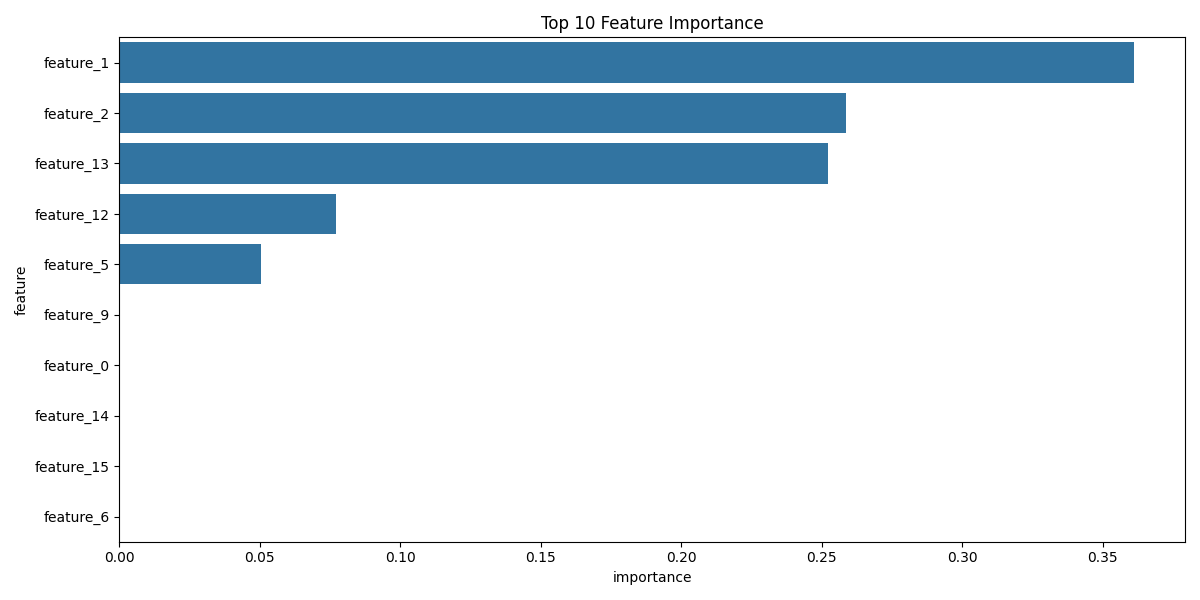 Top 10 Feature Importance
feature
feature_1
feature_2
feature_13
feature_12
feature_5
feature_9
feature_0
feature_14
feature_15
feature_6
0.00 0.05 0.10 0.15 0.20 0.25 0.30 0.35
importance